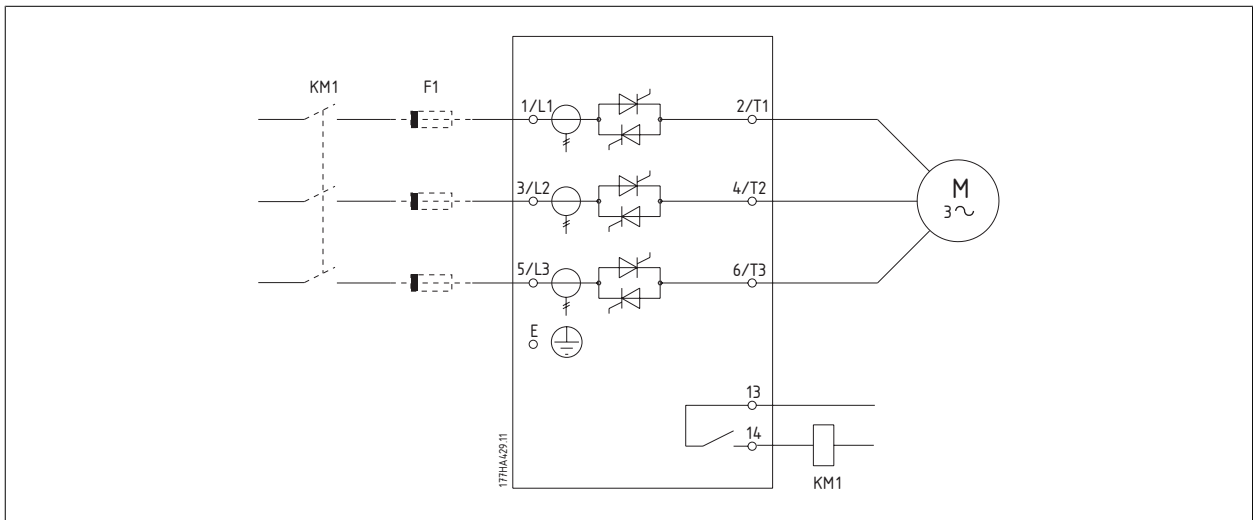 KM1
F1
1/L1
2/T1
3/L2
4/T2
M
3~
5/L3
6/T3
E
13
14
KM1
177HA429.11